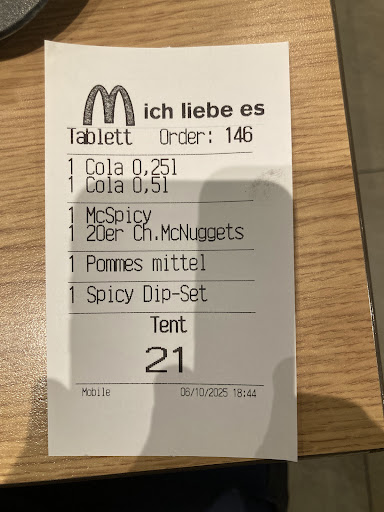 ich liebe es
Tablett Order: 146
1 Cola 0,25l
1 Cola 0,5l
1 McSpicy
1 20er Ch.McNuggets
1 Pommes mittel
1 Spicy Dip-Set
Tent
21
Mobile 06/10/2025 18:44